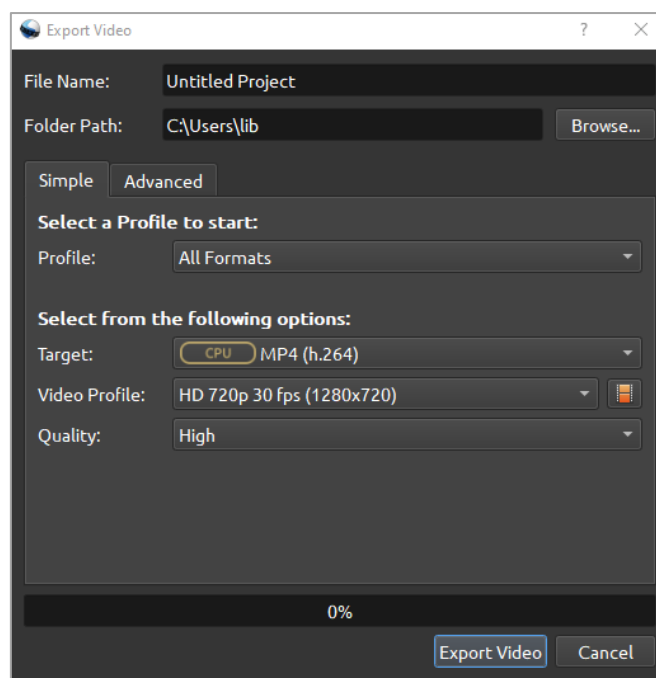 Export Video
File Name: Untitled Project
Folder Path: C:\Users\lib Browse...
Simple Advanced
Select a Profile to start:
Profile: All Formats
Select from the following options:
Target: CPU MP4 (h.264)
Video Profile: HD 720p 30 fps (1280x720)
Quality: High
0%
Export Video Cancel